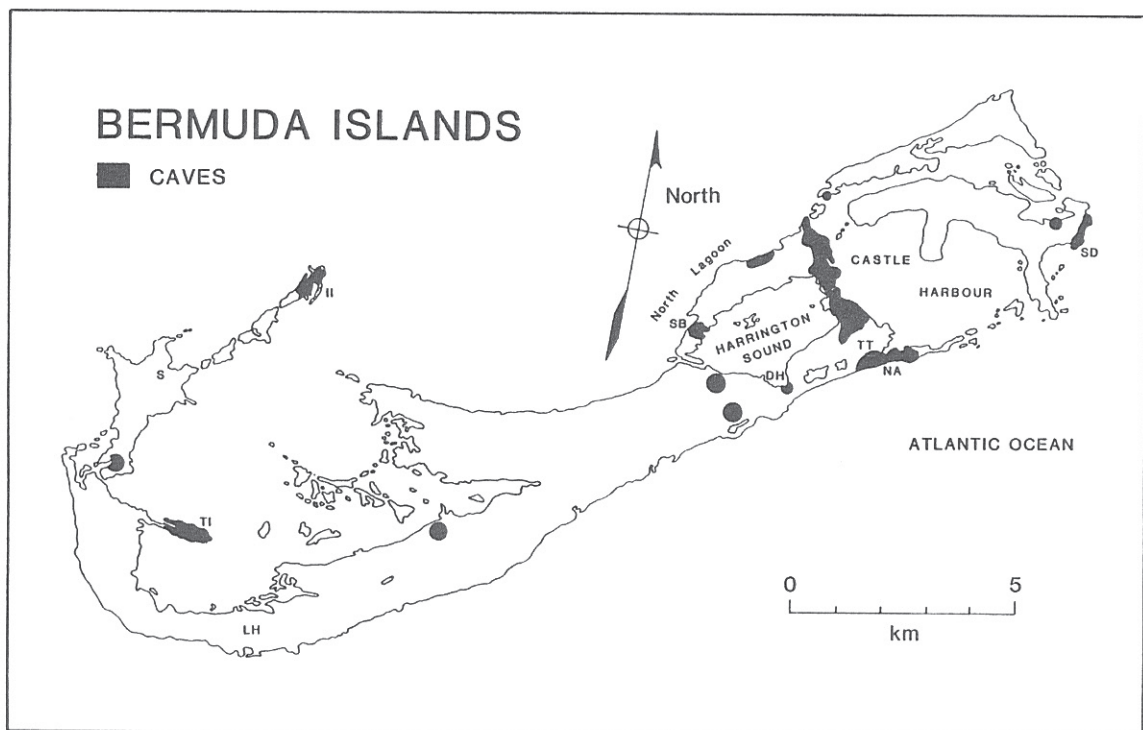 BERMUDA ISLANDS
CAVES
North
North Lagoon
CASTLE
HARBOUR
SD
II
SB
HARRINGTON
SOUND
TT
S
DH
NA
ATLANTIC OCEAN
TI
LH
0 5
km